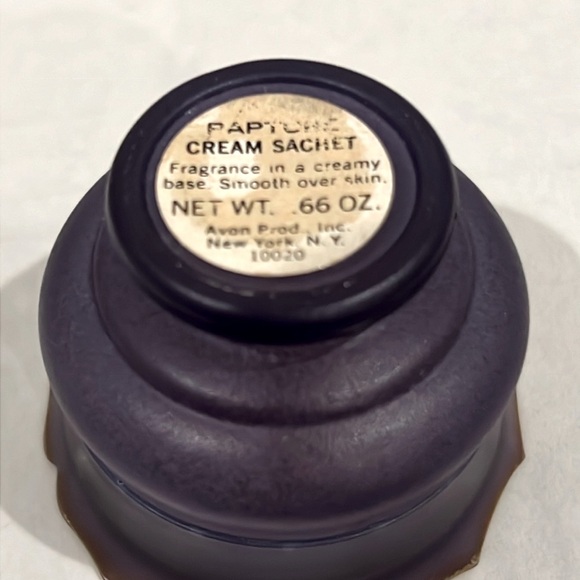 RAPTURE
CREAM SACHET
Fragrance in a creamy
base. Smooth over skin.
NET WT. .66 OZ.
Avon Prod., Inc.
New York, N. Y.
10020